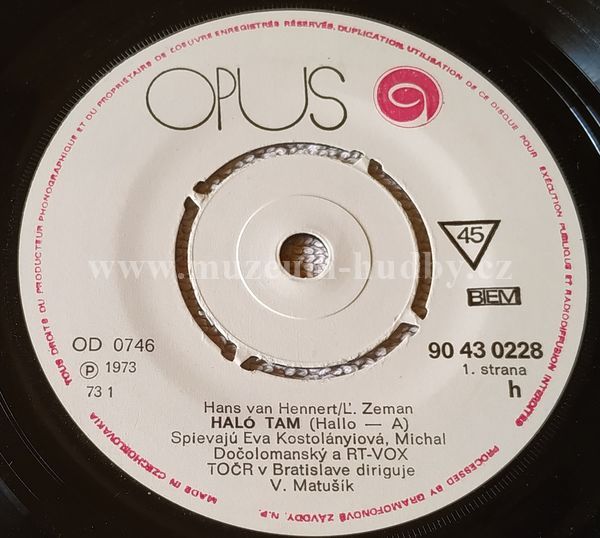 TOUS DROITS DU PRODUCTEUR PHONOGRAPHIQUE ET DU PROPRIETAIRE DE L'OEUVRE ENREGISTRÉE RÉSERVÉS. DUPLICATION, UTILISATION DE CE DISQUE POUR EXÉCUTION PUBLIQUE ET RADIODIFFUSION INTERDITES
OPUS
www.muzeum-hudby.cz
45
BIEM
OD 0746
℗ 1973
73 1
90 43 0228
1. strana
h
Hans van Hennert/Ľ. Zeman
HALÓ TAM (Hallo — A)
Spievajú Eva Kostolányiová, Michal
Dočolomanský a RT-VOX
TOČR v Bratislave diriguje
V. Matušík
MADE IN CZECHOSLOVAKIA
PROCESSED BY GRAMOFONOVÉ ZÁVODY, N. P.